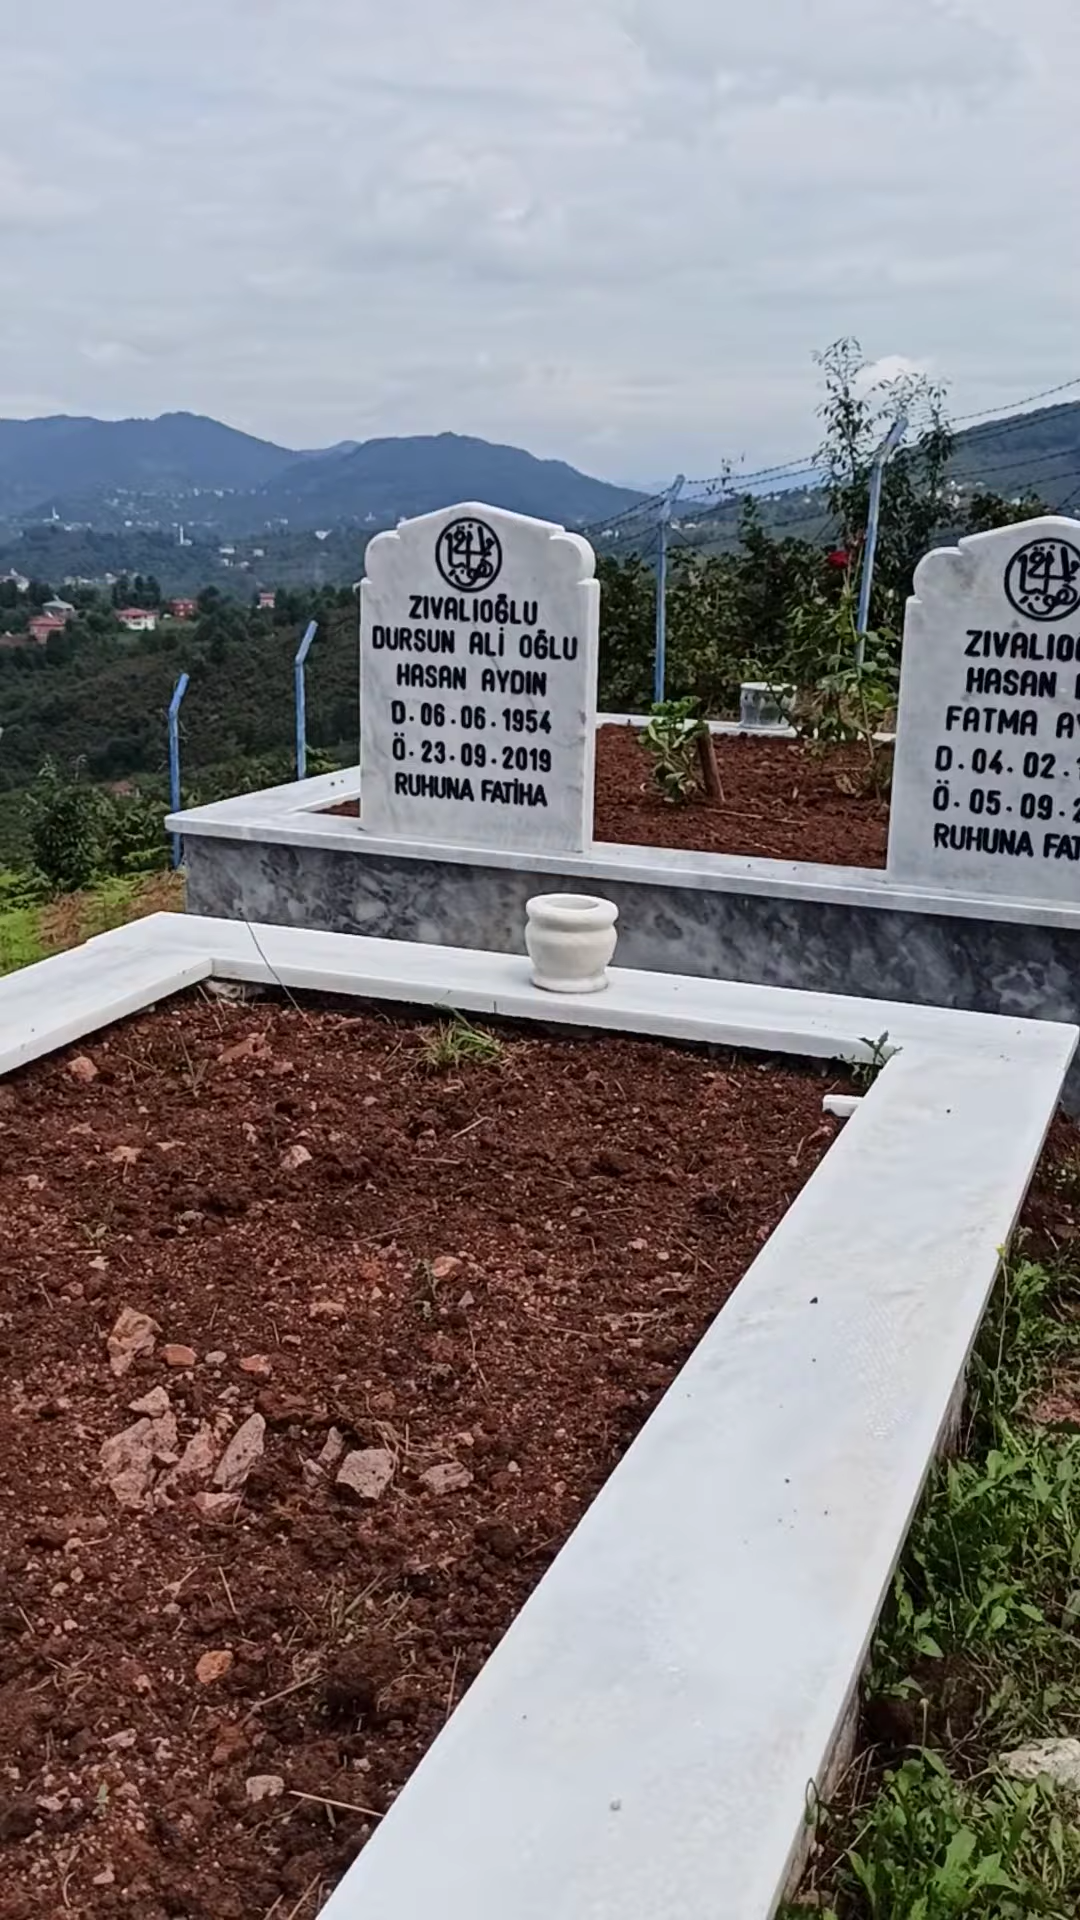 ZIVALIOĞLU
DURSUN ALİ OĞLU
HASAN AYDIN
D. 06.06.1954
Ö. 23.09.2019
RUHUNA FATİHA
HASAN
FATMA
D. 04.02.
Ö. 05.09.
RUHUNA